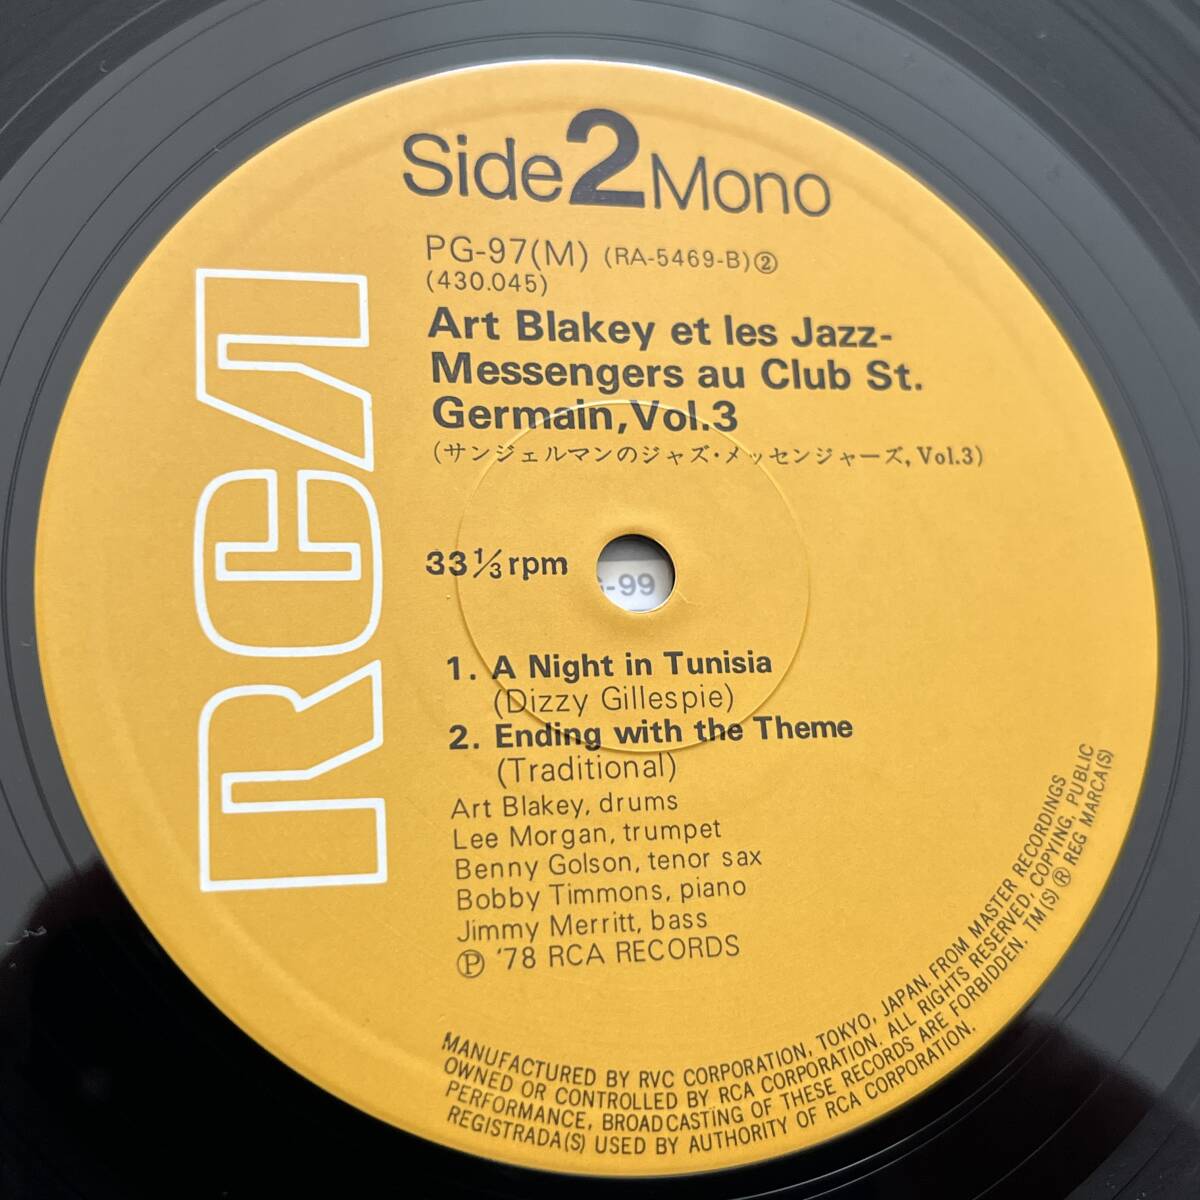 Side 2 Mono
PG-97(M) (RA-5469-B)②
(430.045)
Art Blakey et les Jazz-
Messengers au Club St.
Germain, Vol.3
(サンジェルマンのジャズ・メッセンジャーズ, Vol.3)
RCA
33 ⅓ rpm
-99
1. A Night in Tunisia
(Dizzy Gillespie)
2. Ending with the Theme
(Traditional)
Art Blakey, drums
Lee Morgan, trumpet
Benny Golson, tenor sax
Bobby Timmons, piano
Jimmy Merritt, bass
Ⓟ '78 RCA RECORDS
MANUFACTURED BY RVC CORPORATION, TOKYO, JAPAN. FROM MASTER RECORDINGS
OWNED OR CONTROLLED BY RCA CORPORATION. ALL RIGHTS RESERVED, COPYING, PUBLIC
PERFORMANCE, BROADCASTING OF THESE RECORDS ARE FORBIDDEN. TM(S) ® REG MARCA(S)
REGISTRADA(S) USED BY AUTHORITY OF RCA CORPORATION.